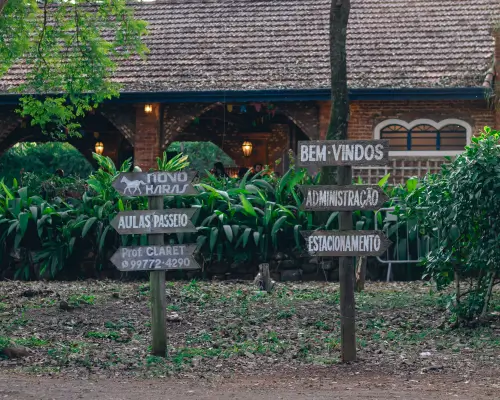 NOVO
HARAS
AULAS PASSEIO
Prof. CLARET
99772-4290
BEM-VINDOS
ADMINISTRAÇÃO
ESTACIONAMENTO